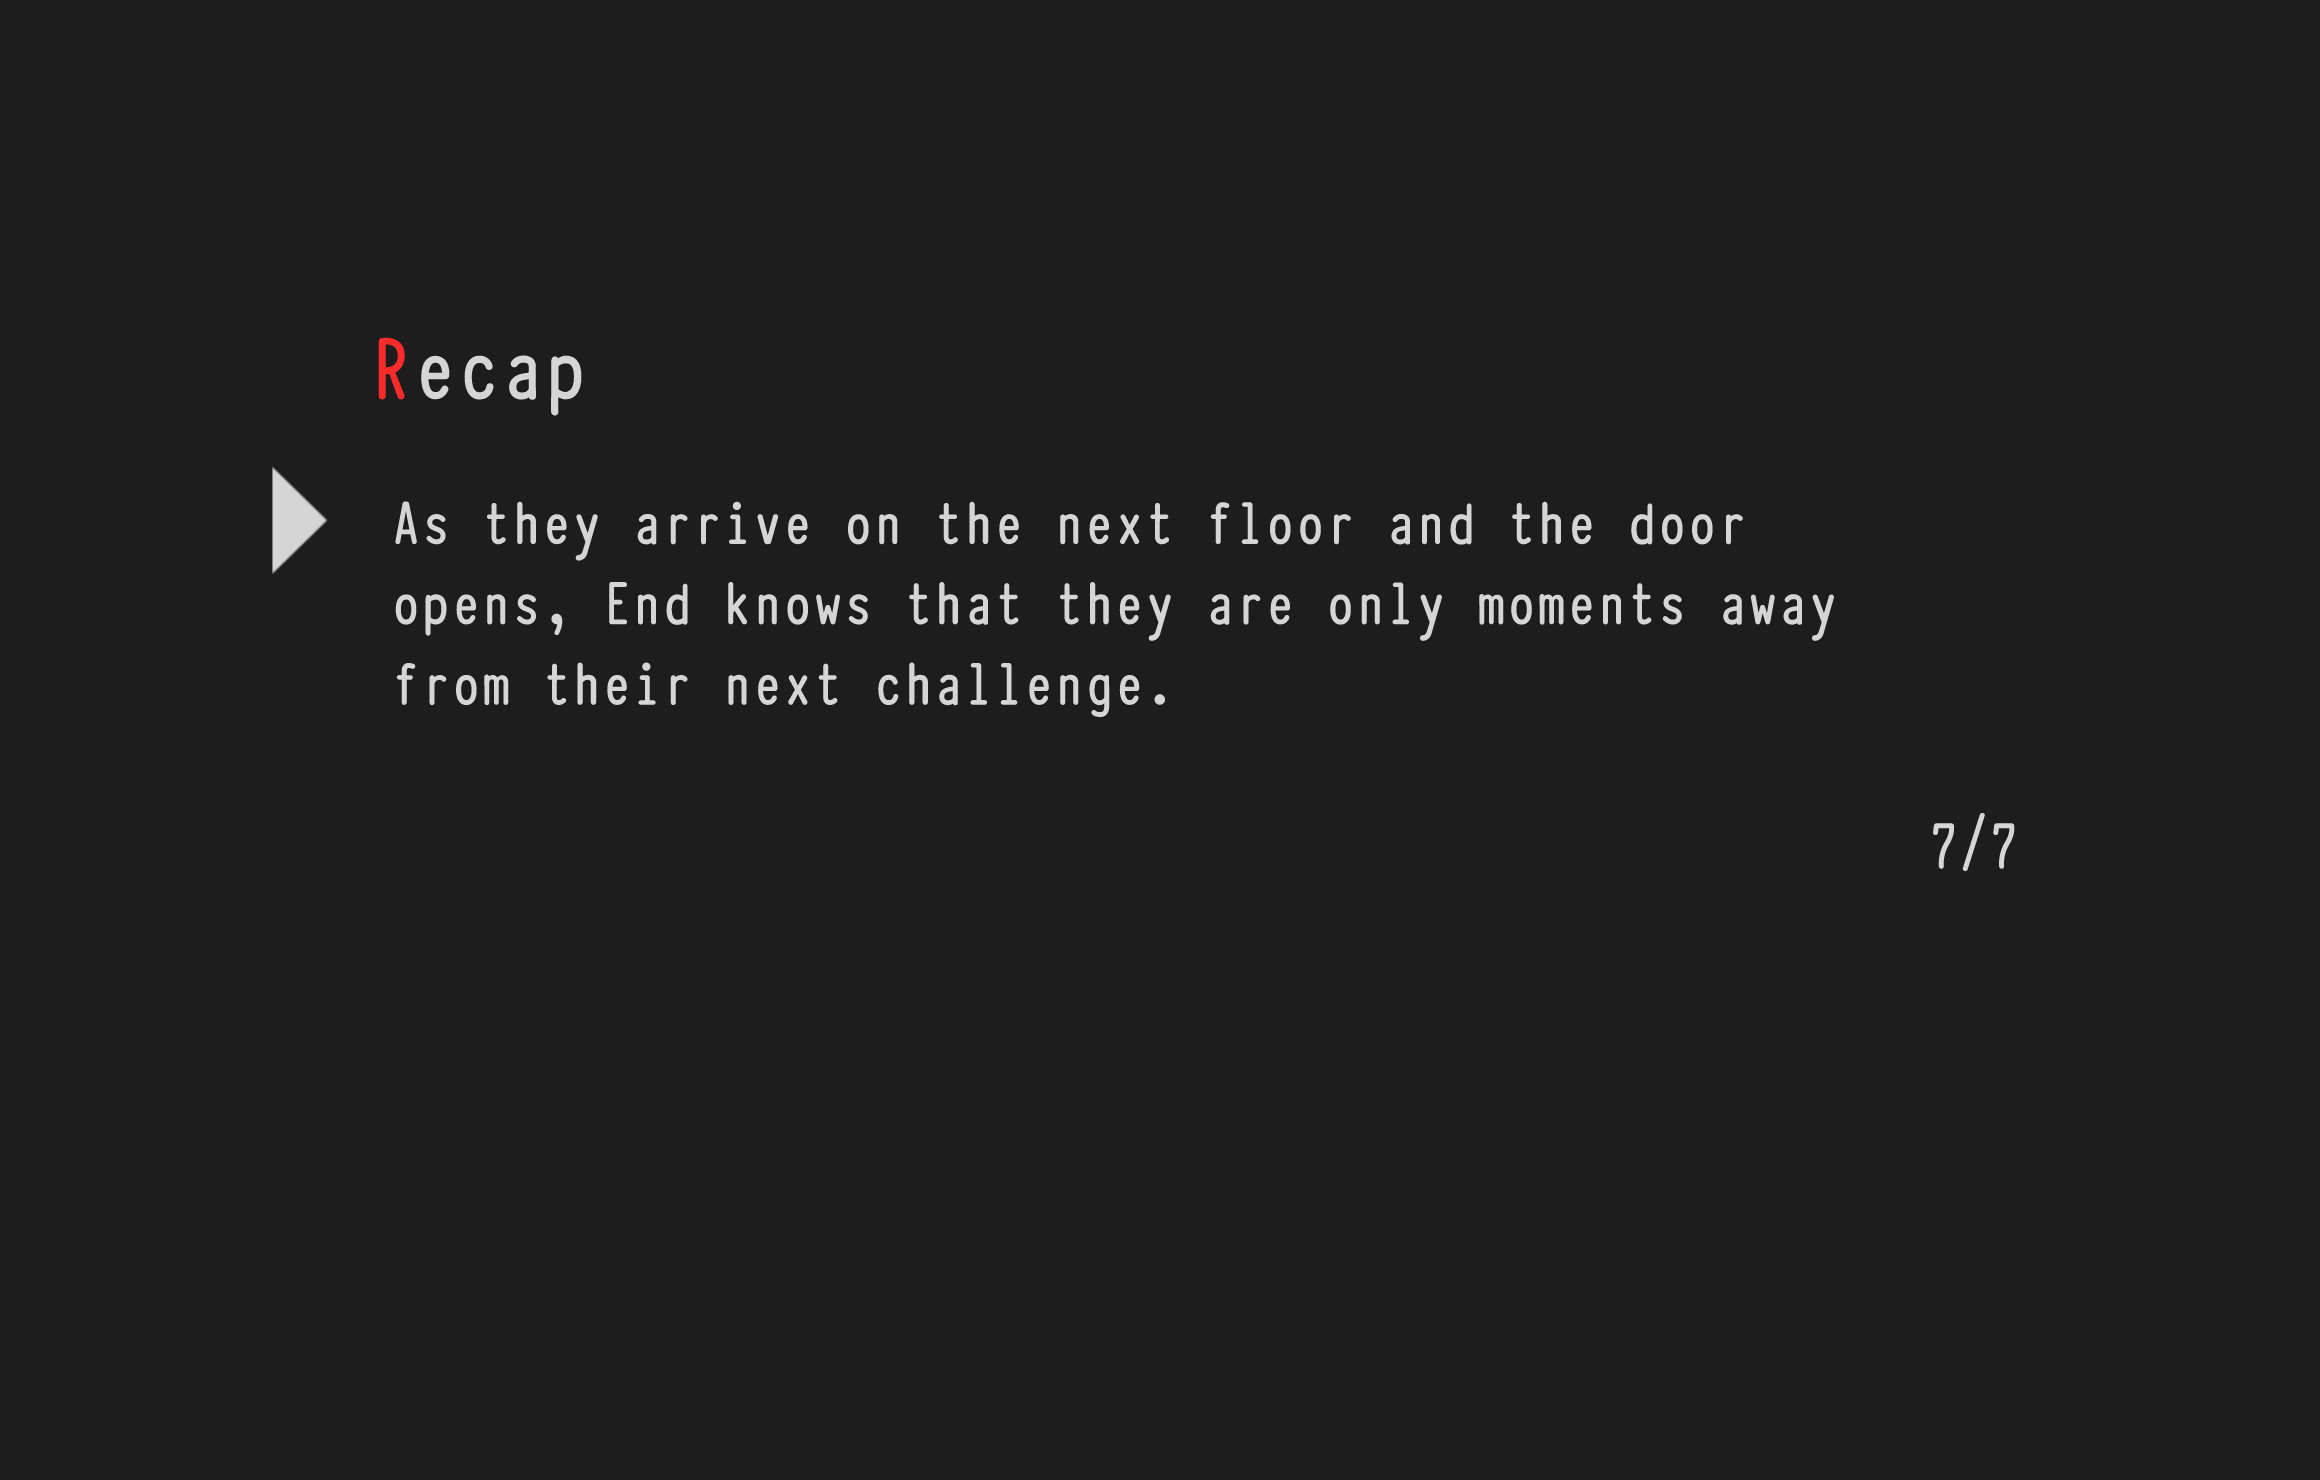 Recap
As they arrive on the next floor and the door
opens, End knows that they are only moments away
from their next challenge.
7/7